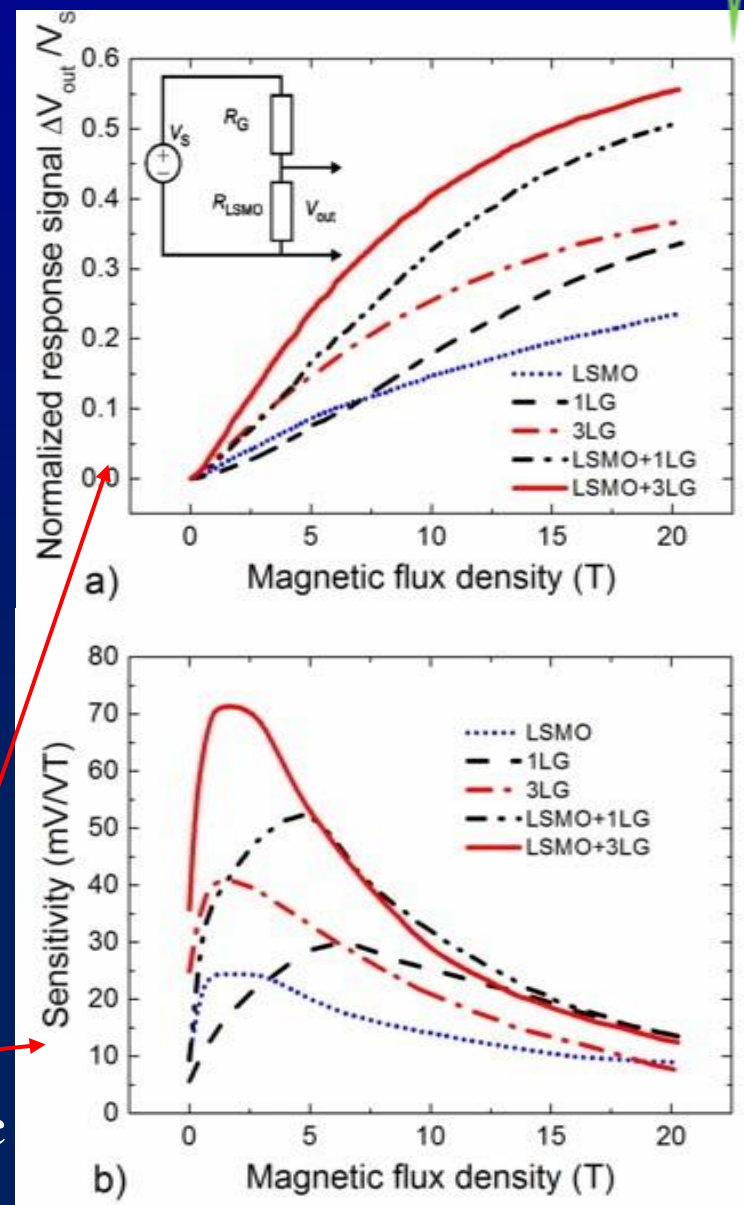 Normalized response signal ΔV_out/V_S
0.6
0.5
0.4
0.3
0.2
0.1
0.0
V_S
+
−
R_G
R_LSMO
V_out
LSMO
1LG
3LG
LSMO+1LG
LSMO+3LG
0 5 10 15 20
a) Magnetic flux density (T)
Sensitivity (mV/VT)
80
70
60
50
40
30
20
10
0
LSMO
1LG
3LG
LSMO+1LG
LSMO+3LG
0 5 10 15 20
b) Magnetic flux density (T)